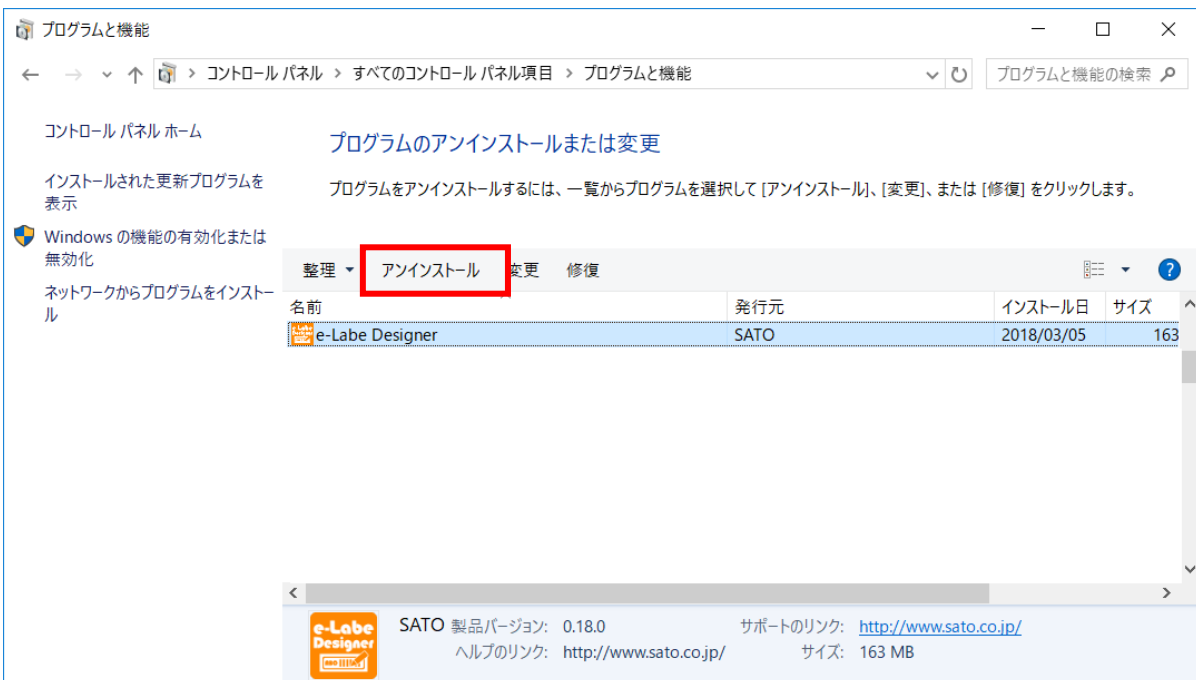 プログラムと機能
コントロール パネル > すべてのコントロール パネル項目 > プログラムと機能
プログラムと機能の検索
コントロール パネル ホーム
インストールされた更新プログラムを
表示
Windows の機能の有効化または
無効化
ネットワークからプログラムをインストー
ル
プログラムのアンインストールまたは変更
プログラムをアンインストールするには、一覧からプログラムを選択して [アンインストール]、[変更]、または [修復] をクリックします。
整理 アンインストール 変更 修復
名前 発行元 インストール日 サイズ
e-Labe Designer SATO 2018/03/05 163
e-Labe
Designer
SATO 製品バージョン: 0.18.0 サポートのリンク: http://www.sato.co.jp/
ヘルプのリンク: http://www.sato.co.jp/ サイズ: 163 MB